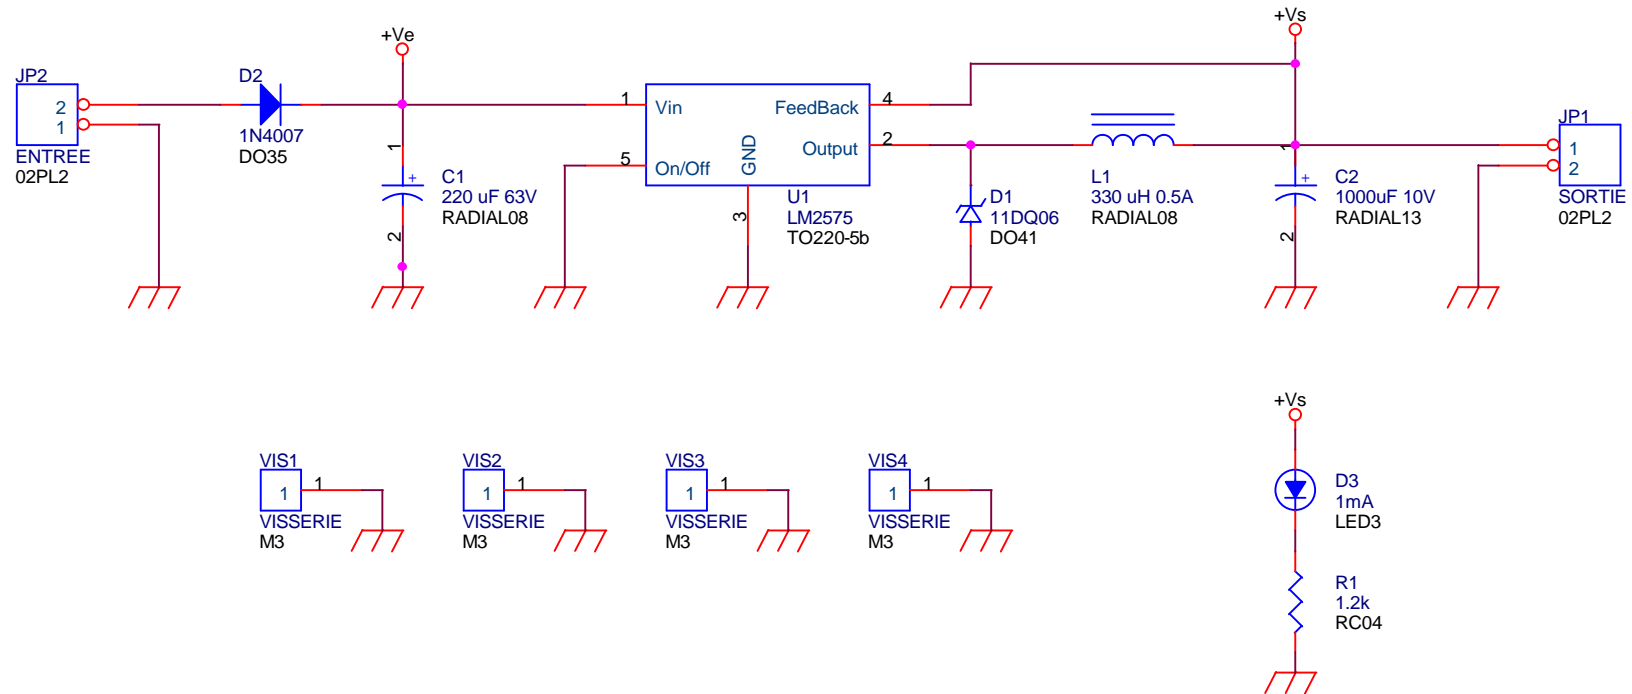 +Ve
+Vs
JP2
2
1
ENTREE
02PL2
D2
1N4007
DO35
1
+
2
C1
220 uF 63V
RADIAL08
1
5
Vin
On/Off
GND
FeedBack
Output
4
2
3
U1
LM2575
TO220-5b
D1
11DQ06
DO41
L1
330 uH 0.5A
RADIAL08
1
+
2
C2
1000uF 10V
RADIAL13
JP1
1
2
SORTIE
02PL2
VIS1
1
1
VISSERIE
M3
VIS2
1
1
VISSERIE
M3
VIS3
1
1
VISSERIE
M3
VIS4
1
1
VISSERIE
M3
+Vs
D3
1mA
LED3
R1
1.2k
RC04